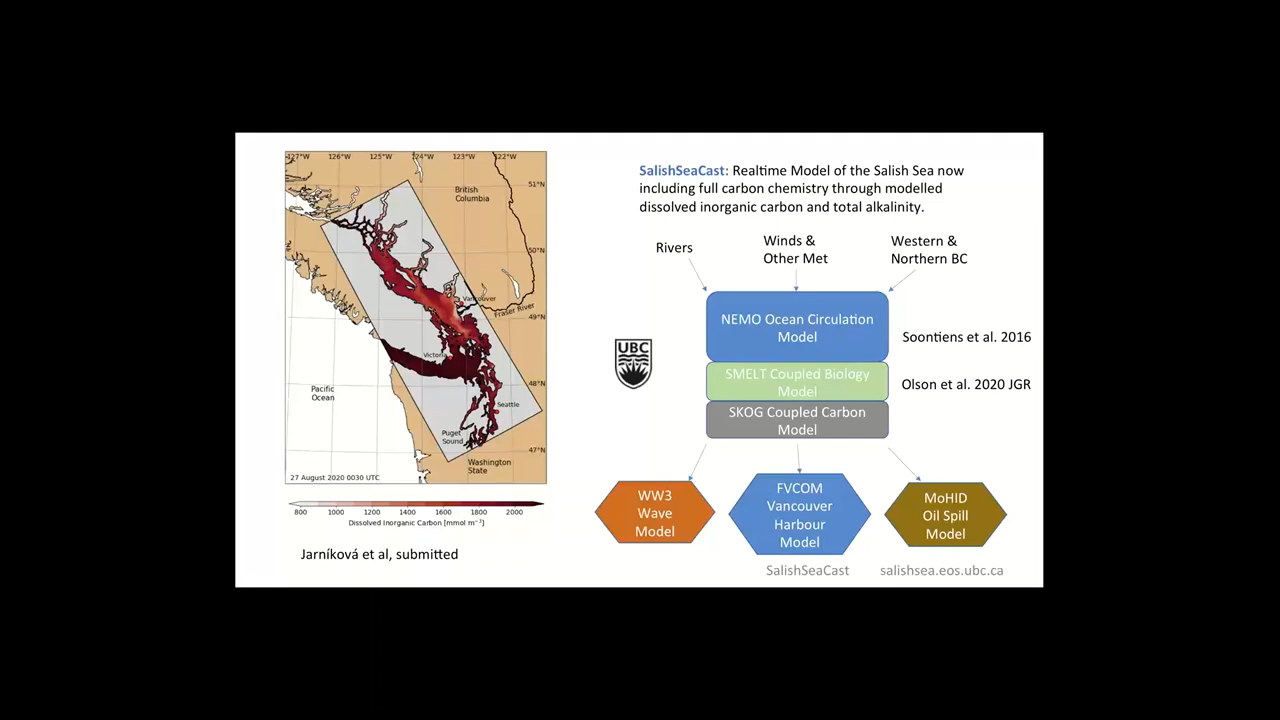 127°W 126°W 125°W 124°W 123°W 122°W
British
Columbia
51°N
50°N
Vancouver
Fraser River
49°N
Victoria
48°N
Pacific
Ocean
Seattle
Puget
Sound
47°N
Washington
State
27 August 2020 0030 UTC
800 1000 1200 1400 1600 1800 2000
Dissolved Inorganic Carbon [mmol m⁻³]
Jarníková et al, submitted
SalishSeaCast: Realtime Model of the Salish Sea now
including full carbon chemistry through modelled
dissolved inorganic carbon and total alkalinity.
Rivers
Winds &
Other Met
Western &
Northern BC
NEMO Ocean Circulation
Model
Soontiens et al. 2016
UBC
SMELT Coupled Biology
Model
Olson et al. 2020 JGR
SKOG Coupled Carbon
Model
WW3
Wave
Model
FVCOM
Vancouver
Harbour
Model
MoHID
Oil Spill
Model
SalishSeaCast salishsea.eos.ubc.ca